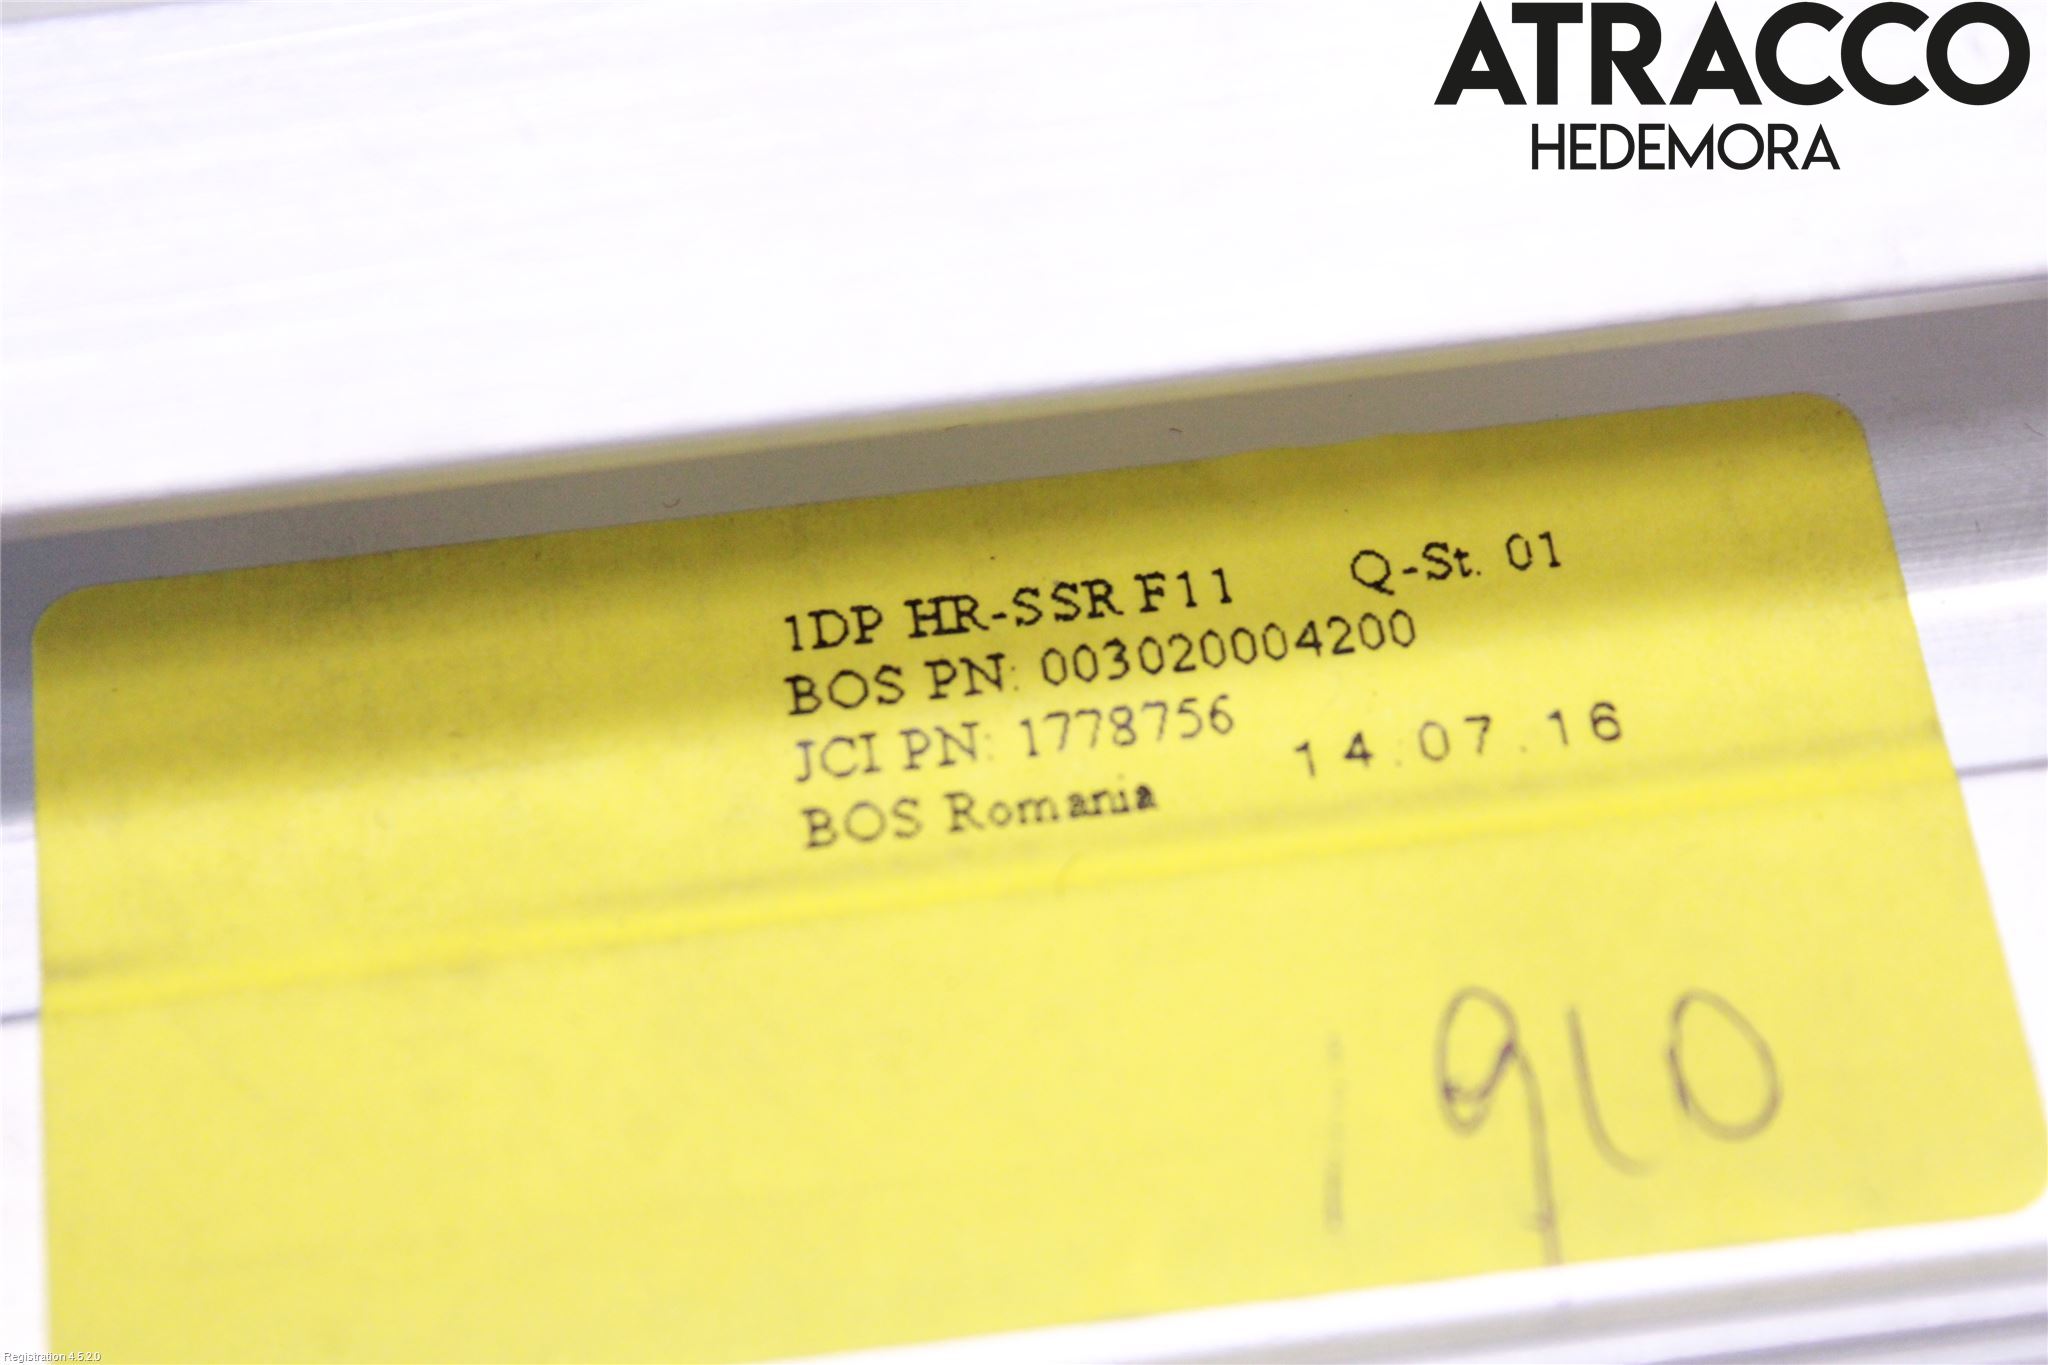 ATRACCO
HEDEMORA
1DP HR-SSR F11 Q-St. 01
BOS PN: 003020004200
JCI PN: 1778756
BOS Romania 14.07.16
910
Registration 4.5.2.0